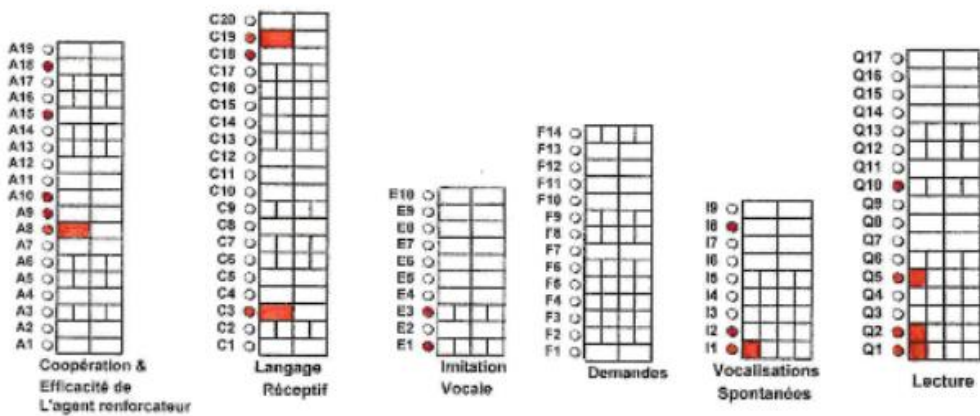 A19
A18
A17
A16
A15
A14
A13
A12
A11
A10
A9
A8
A7
A6
A5
A4
A3
A2
A1
Coopération &
Efficacité de
L'agent renforcateur
C20
C19
C18
C17
C16
C15
C14
C13
C12
C11
C10
C9
C8
C7
C6
C5
C4
C3
C2
C1
Langage
Réceptif
E10
E9
E8
E7
E6
E5
E4
E3
E2
E1
Imitation
Vocale
F14
F13
F12
F11
F10
F9
F8
F7
F6
F5
F4
F3
F2
F1
Demandes
I9
I8
I7
I6
I5
I4
I3
I2
I1
Vocalisations
Spontanées
Q17
Q16
Q15
Q14
Q13
Q12
Q11
Q10
Q9
Q8
Q7
Q6
Q5
Q4
Q3
Q2
Q1
Lecture